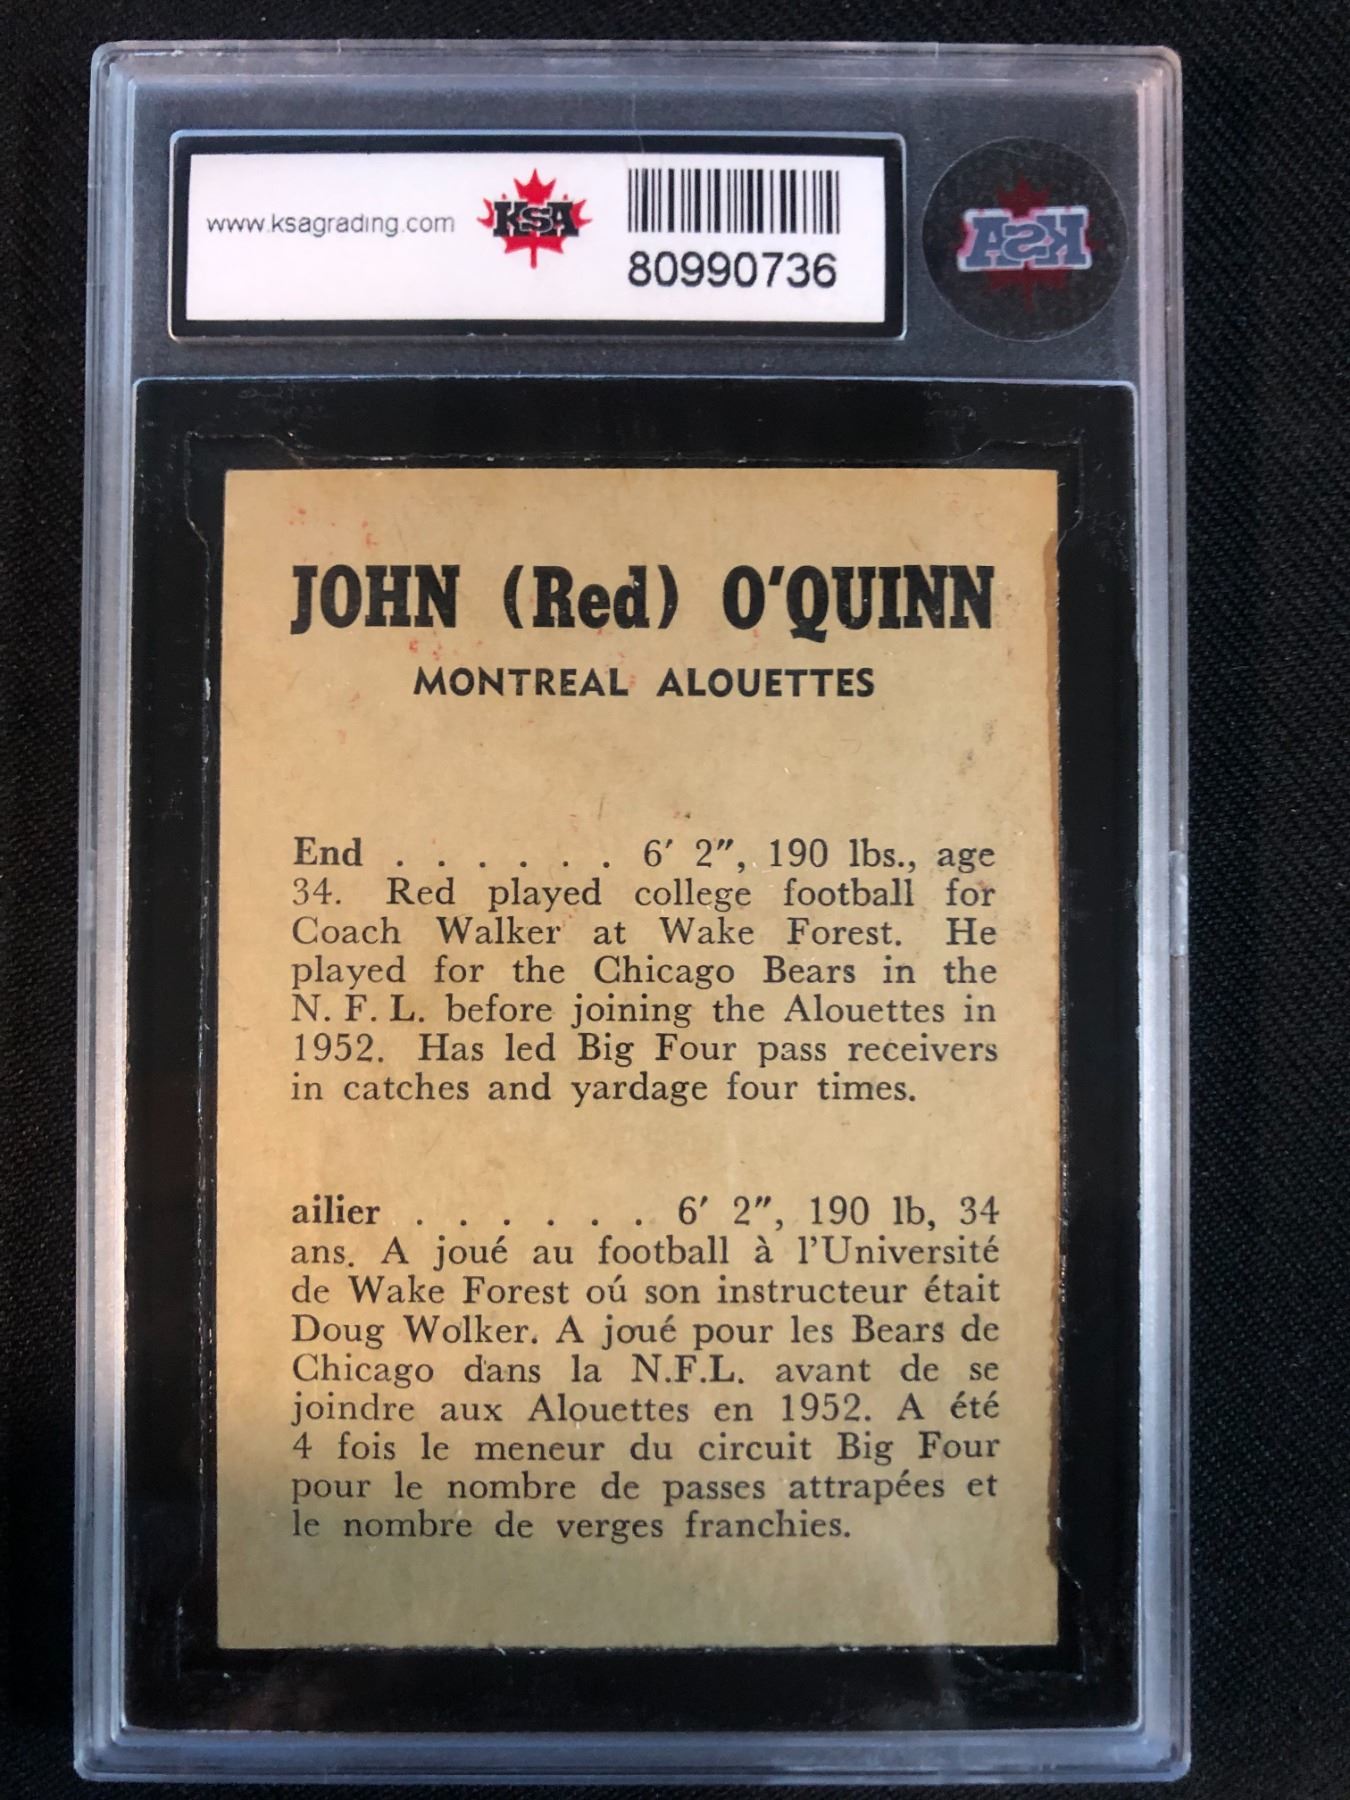 www.ksagrading.com
KSA
80990736
KSA
JOHN (Red) O'QUINN
MONTREAL ALOUETTES
End . . . . . . 6′ 2″, 190 lbs., age
34. Red played college football for
Coach Walker at Wake Forest. He
played for the Chicago Bears in the
N. F. L. before joining the Alouettes in
1952. Has led Big Four pass receivers
in catches and yardage four times.
ailier . . . . . . 6′ 2″, 190 lb, 34
ans. A joué au football à l'Université
de Wake Forest oú son instructeur était
Doug Wolker. A joué pour les Bears de
Chicago dans la N.F.L. avant de se
joindre aux Alouettes en 1952. A été
4 fois le meneur du circuit Big Four
pour le nombre de passes attrapées et
le nombre de verges franchies.